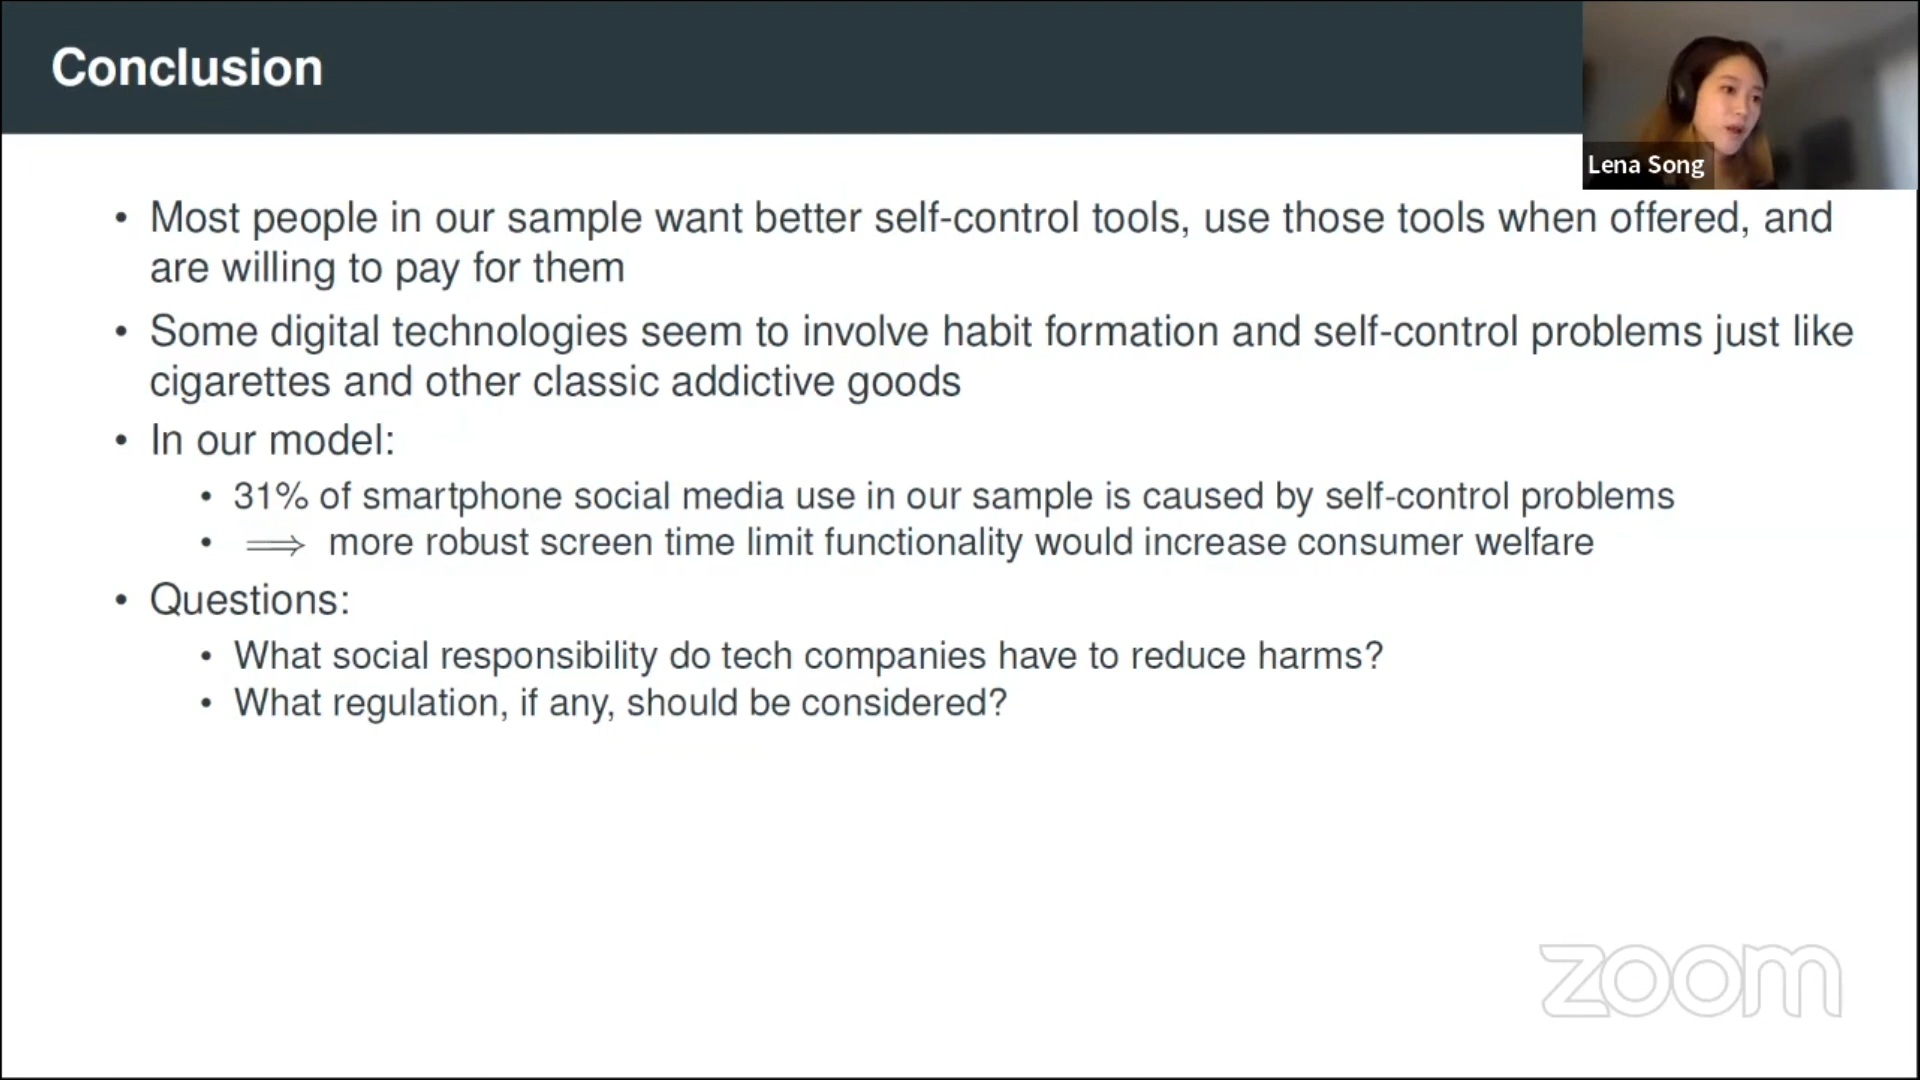 Conclusion
Lena Song
• Most people in our sample want better self-control tools, use those tools when offered, and
are willing to pay for them
• Some digital technologies seem to involve habit formation and self-control problems just like
cigarettes and other classic addictive goods
• In our model:
• 31% of smartphone social media use in our sample is caused by self-control problems
• ⟹ more robust screen time limit functionality would increase consumer welfare
• Questions:
• What social responsibility do tech companies have to reduce harms?
• What regulation, if any, should be considered?
zoom